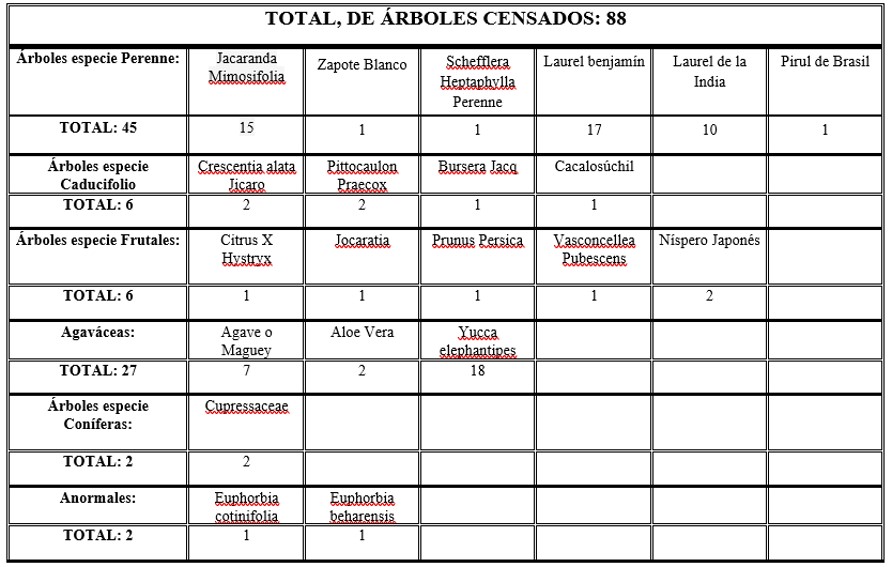 TOTAL, DE ÁRBOLES CENSADOS: 88
Árboles especie Perenne:
Jacaranda
Mimosifolia
Zapote Blanco
Schefflera
Heptaphylla
Perenne
Laurel benjamín
Laurel de la
India
Pirul de Brasil
TOTAL: 45
15
1
1
17
10
1
Árboles especie
Caducifolio
Crescentia alata
Jicaro
Pittocaulon
Praecox
Bursera Jacq
Cacalosúchil
TOTAL: 6
2
2
1
1
Árboles especie Frutales:
Citrus X
Hystryx
Jocaratia
Prunus Persica
Vasconcellea
Pubescens
Níspero Japonés
TOTAL: 6
1
1
1
1
2
Agaváceas:
Agave o
Maguey
Aloe Vera
Yucca
elephantipes
TOTAL: 27
7
2
18
Árboles especie
Coníferas:
Cupressaceae
TOTAL: 2
2
Anormales:
Euphorbia
cotinifolia
Euphorbia
beharensis
TOTAL: 2
1
1